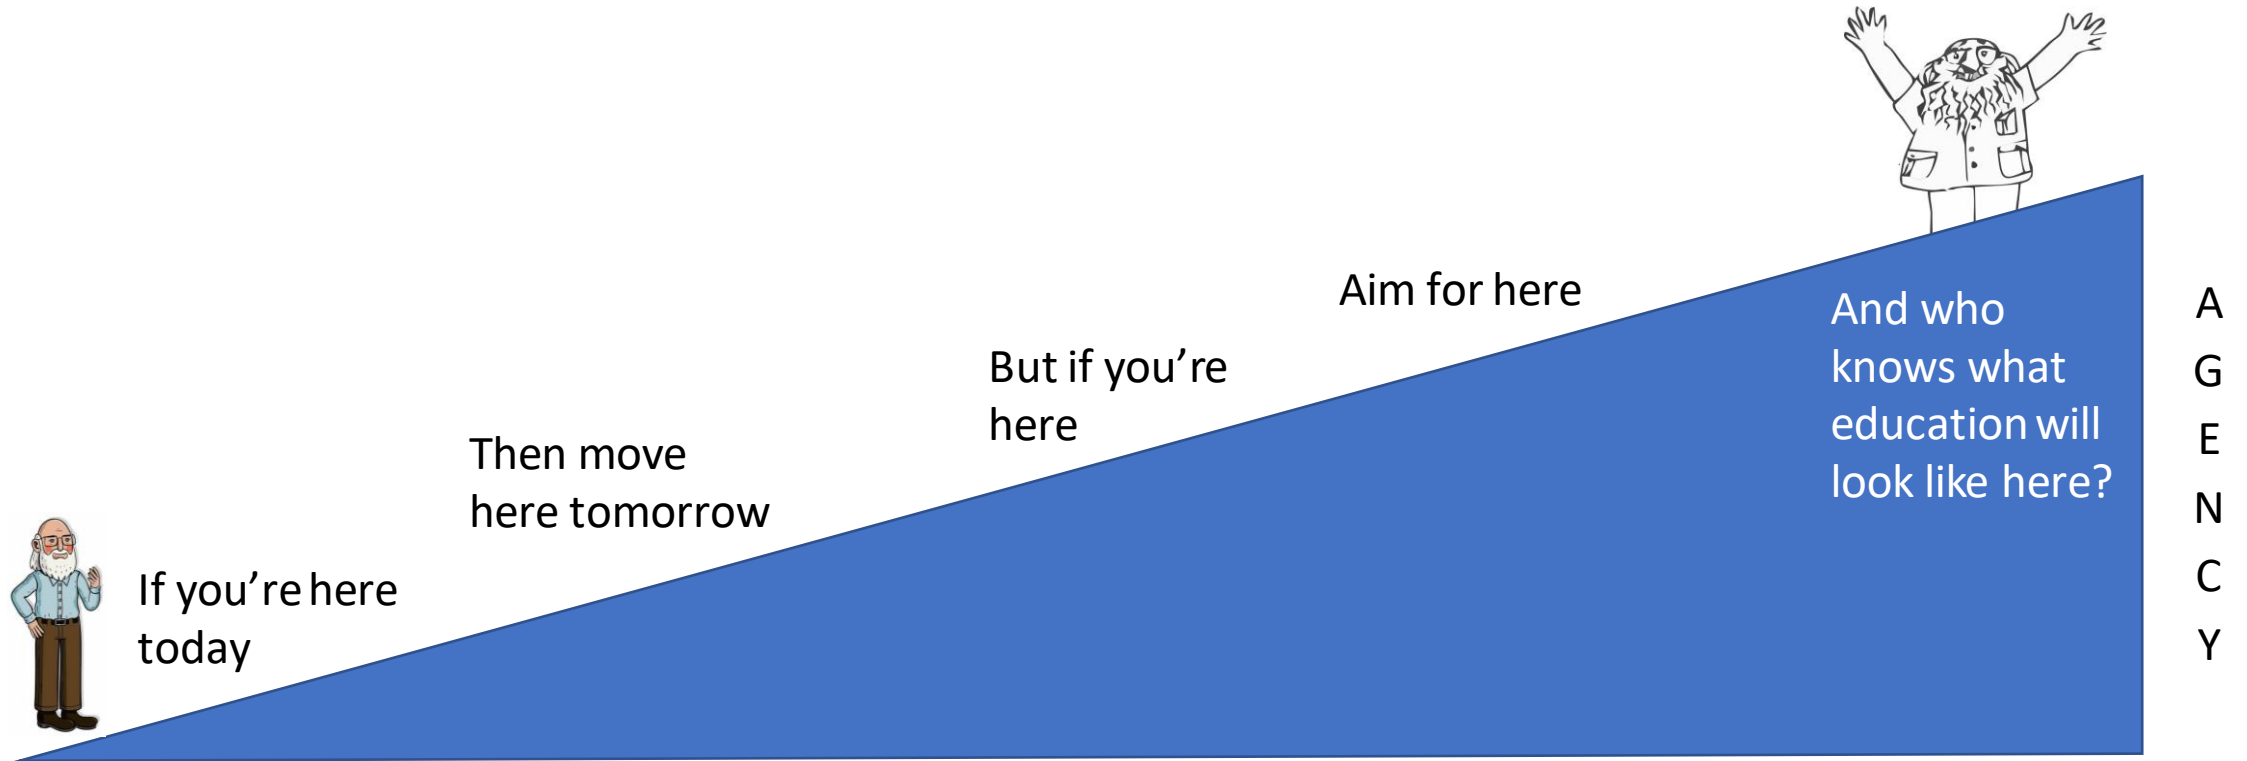 If you're here
today
Then move
here tomorrow
But if you're
here
Aim for here
And who
knows what
education will
look like here?
A
G
E
N
C
Y